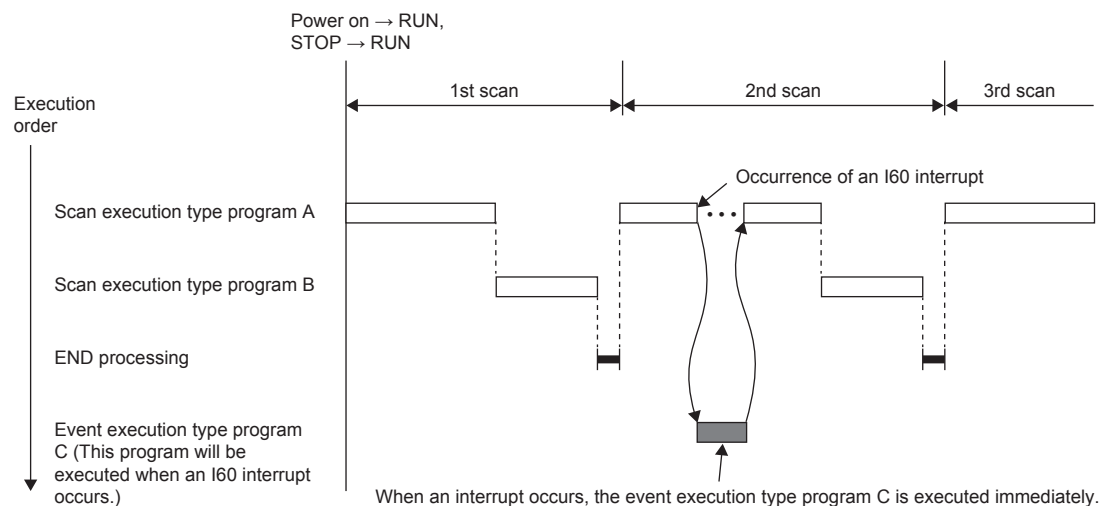 Power on → RUN,
STOP → RUN
1st scan
2nd scan
3rd scan
Execution
order
Occurrence of an I60 interrupt
Scan execution type program A
Scan execution type program B
END processing
Event execution type program
C (This program will be
executed when an I60 interrupt
occurs.)
When an interrupt occurs, the event execution type program C is executed immediately.